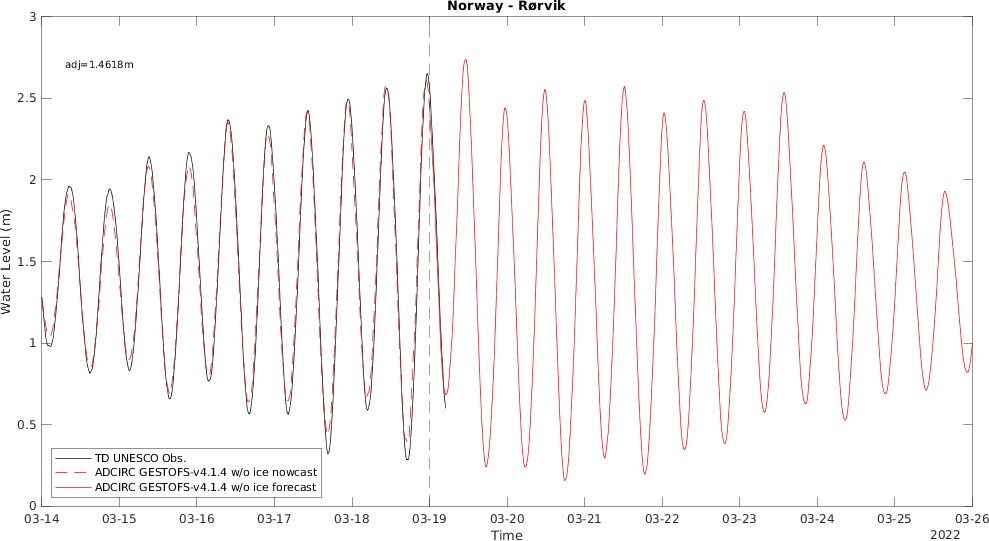 Norway - Rørvik
adj=1.4618m
Water Level (m)
3
2.5
2
1.5
1
0.5
0
TD UNESCO Obs.
ADCIRC GESTOFS-v4.1.4 w/o ice nowcast
ADCIRC GESTOFS-v4.1.4 w/o ice forecast
03-14 03-15 03-16 03-17 03-18 03-19 03-20 03-21 03-22 03-23 03-24 03-25 03-26
Time
2022